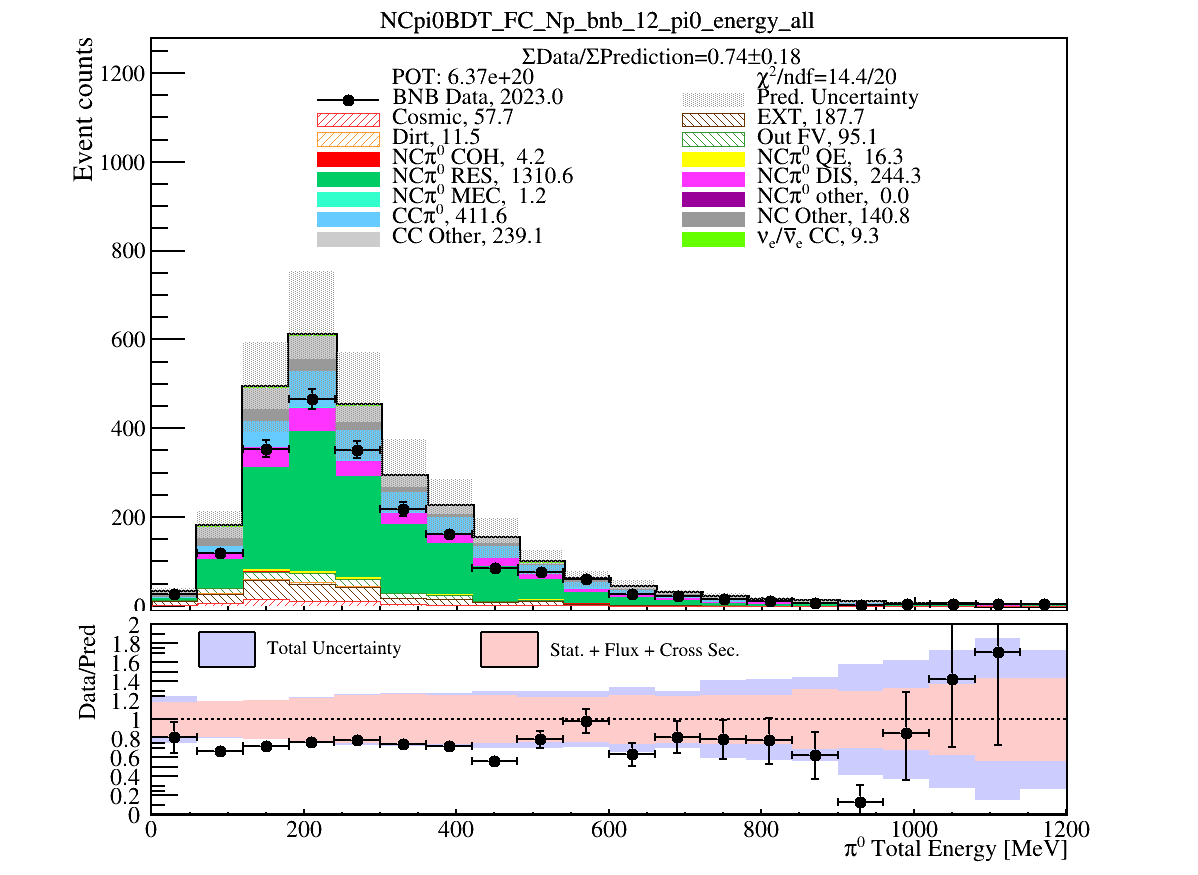 NCpi0BDT_FC_Np_bnb_12_pi0_energy_all
ΣData/ΣPrediction=0.74±0.18
POT: 6.37e+20 χ²/ndf=14.4/20
BNB Data, 2023.0 Pred. Uncertainty
Cosmic, 57.7 EXT, 187.7
Dirt, 11.5 Out FV, 95.1
NCπ⁰ COH, 4.2 NCπ⁰ QE, 16.3
NCπ⁰ RES, 1310.6 NCπ⁰ DIS, 244.3
NCπ⁰ MEC, 1.2 NCπ⁰ other, 0.0
CCπ⁰, 411.6 NC Other, 140.8
CC Other, 239.1 νₑ/ν̅ₑ CC, 9.3
Event counts
1200
1000
800
600
400
200
0
Total Uncertainty Stat. + Flux + Cross Sec.
Data/Pred
2
1.8
1.6
1.4
1.2
1
0.8
0.6
0.4
0.2
0
0 200 400 600 800 1000 1200
π⁰ Total Energy [MeV]